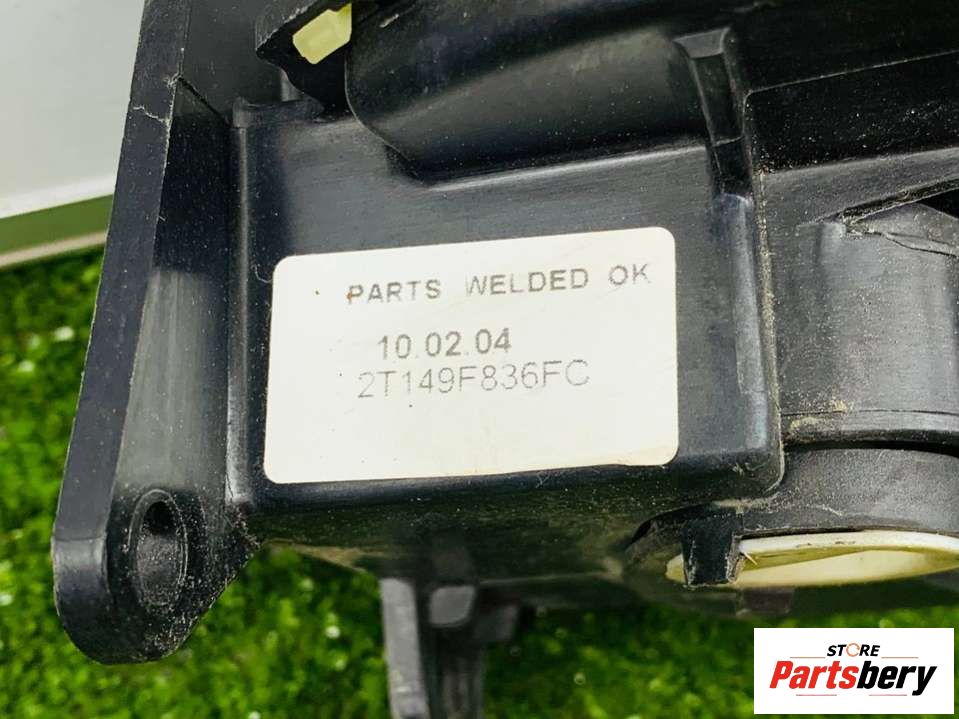 PARTS WELDED OK
10.02.04
2T149F836FC
STORE
Partsbery